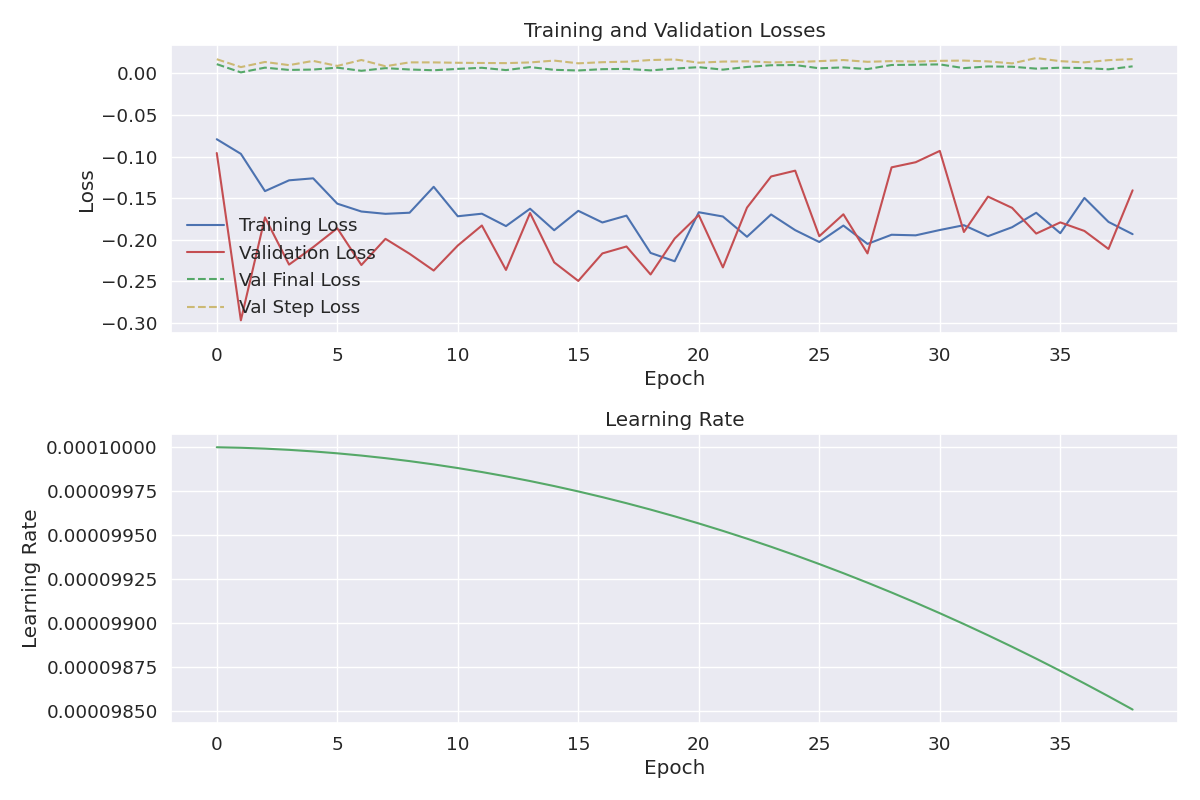 Training and Validation Losses
0.00
−0.05
−0.10
−0.15
−0.20
−0.25
−0.30
Loss
Training Loss
Validation Loss
Val Final Loss
Val Step Loss
0 5 10 15 20 25 30 35
Epoch
Learning Rate
0.00010000
0.00009975
0.00009950
0.00009925
0.00009900
0.00009875
0.00009850
Learning Rate
0 5 10 15 20 25 30 35
Epoch